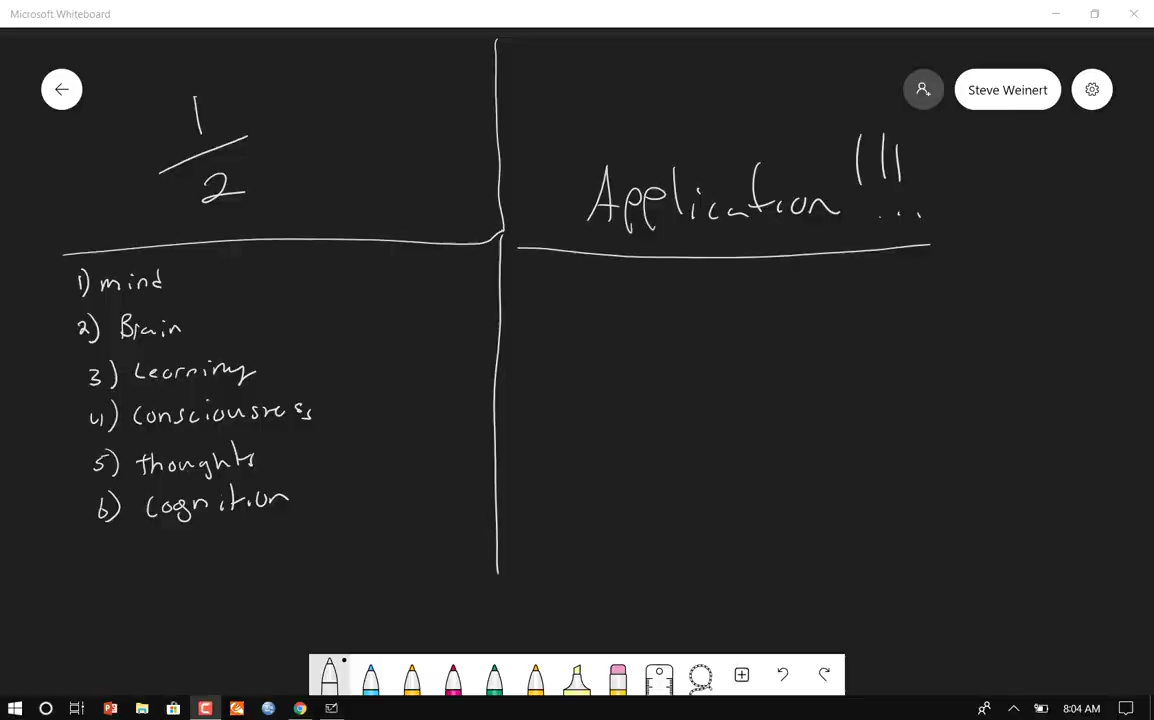 Microsoft Whiteboard
Steve Weinert
1/2
Application !!!
...
1) mind
2) Brain
3) Learning
4) Consciousness
5) thoughts
6) Cognition
8:04 AM